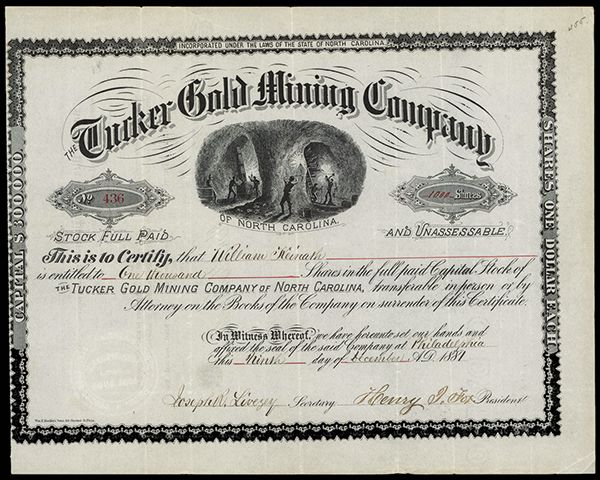 INCORPORATED UNDER THE LAWS OF THE STATE OF NORTH CAROLINA
THE Tucker Gold Mining Company
OF NORTH CAROLINA.
No 436
1000 Shares
STOCK FULL PAID
AND UNASSESSABLE
CAPITAL $300,000.
SHARES ONE DOLLAR EACH
This is to Certify, that William
is entitled to One Thousand Shares in the full paid Capital Stock of
THE TUCKER GOLD MINING COMPANY OF NORTH CAROLINA, transferable in person or by
Attorney on the Books of the Company on surrender of this Certificate.
In Witness Whereof, we have hereunto set our hands and
affixed the seal of the said Company at Philadelphia
this Ninth day of December A.D. 1881
Joseph R. Livezey Secretary Henry I. Fox President